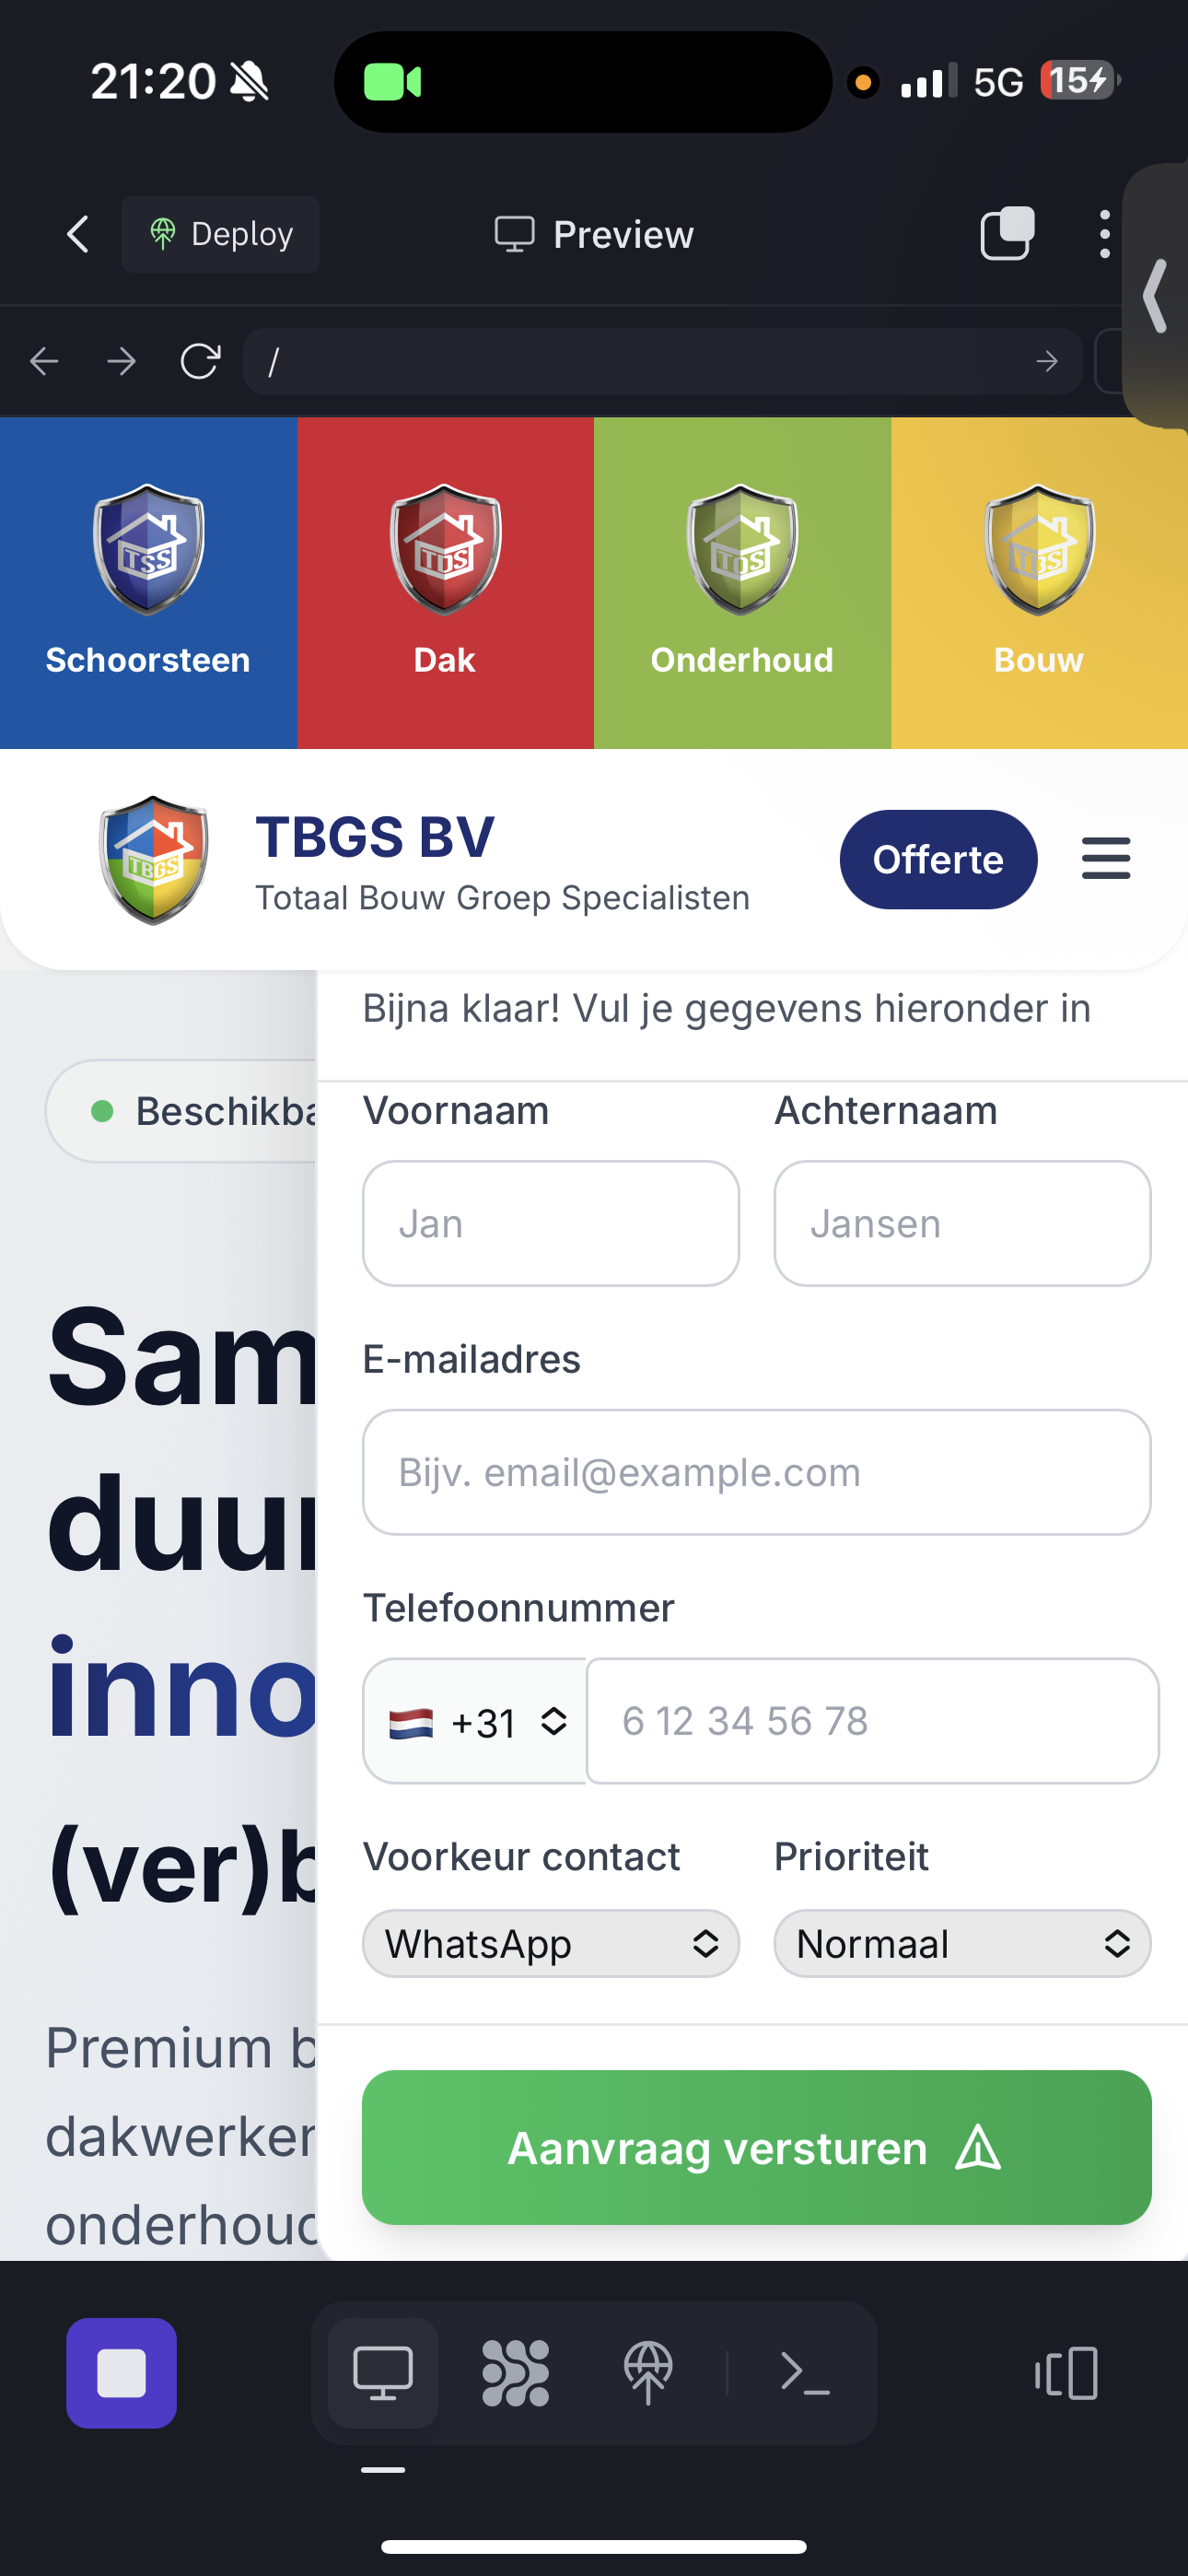 21:20
5G
15
Deploy
Preview
/
TSS
TDS
TOS
TBS
Schoorsteen
Dak
Onderhoud
Bouw
TBGS
TBGS BV
Totaal Bouw Groep Specialisten
Offerte
Bijna klaar! Vul je gegevens hieronder in
Beschikba
Voornaam
Achternaam
Jan
Jansen
Sam
E-mailadres
Bijv. email@example.com
duur
Telefoonnummer
inno
+31
6 12 34 56 78
(ver)b
Voorkeur contact
Prioriteit
WhatsApp
Normaal
Premium b
dakwerken
Aanvraag versturen
onderhoud